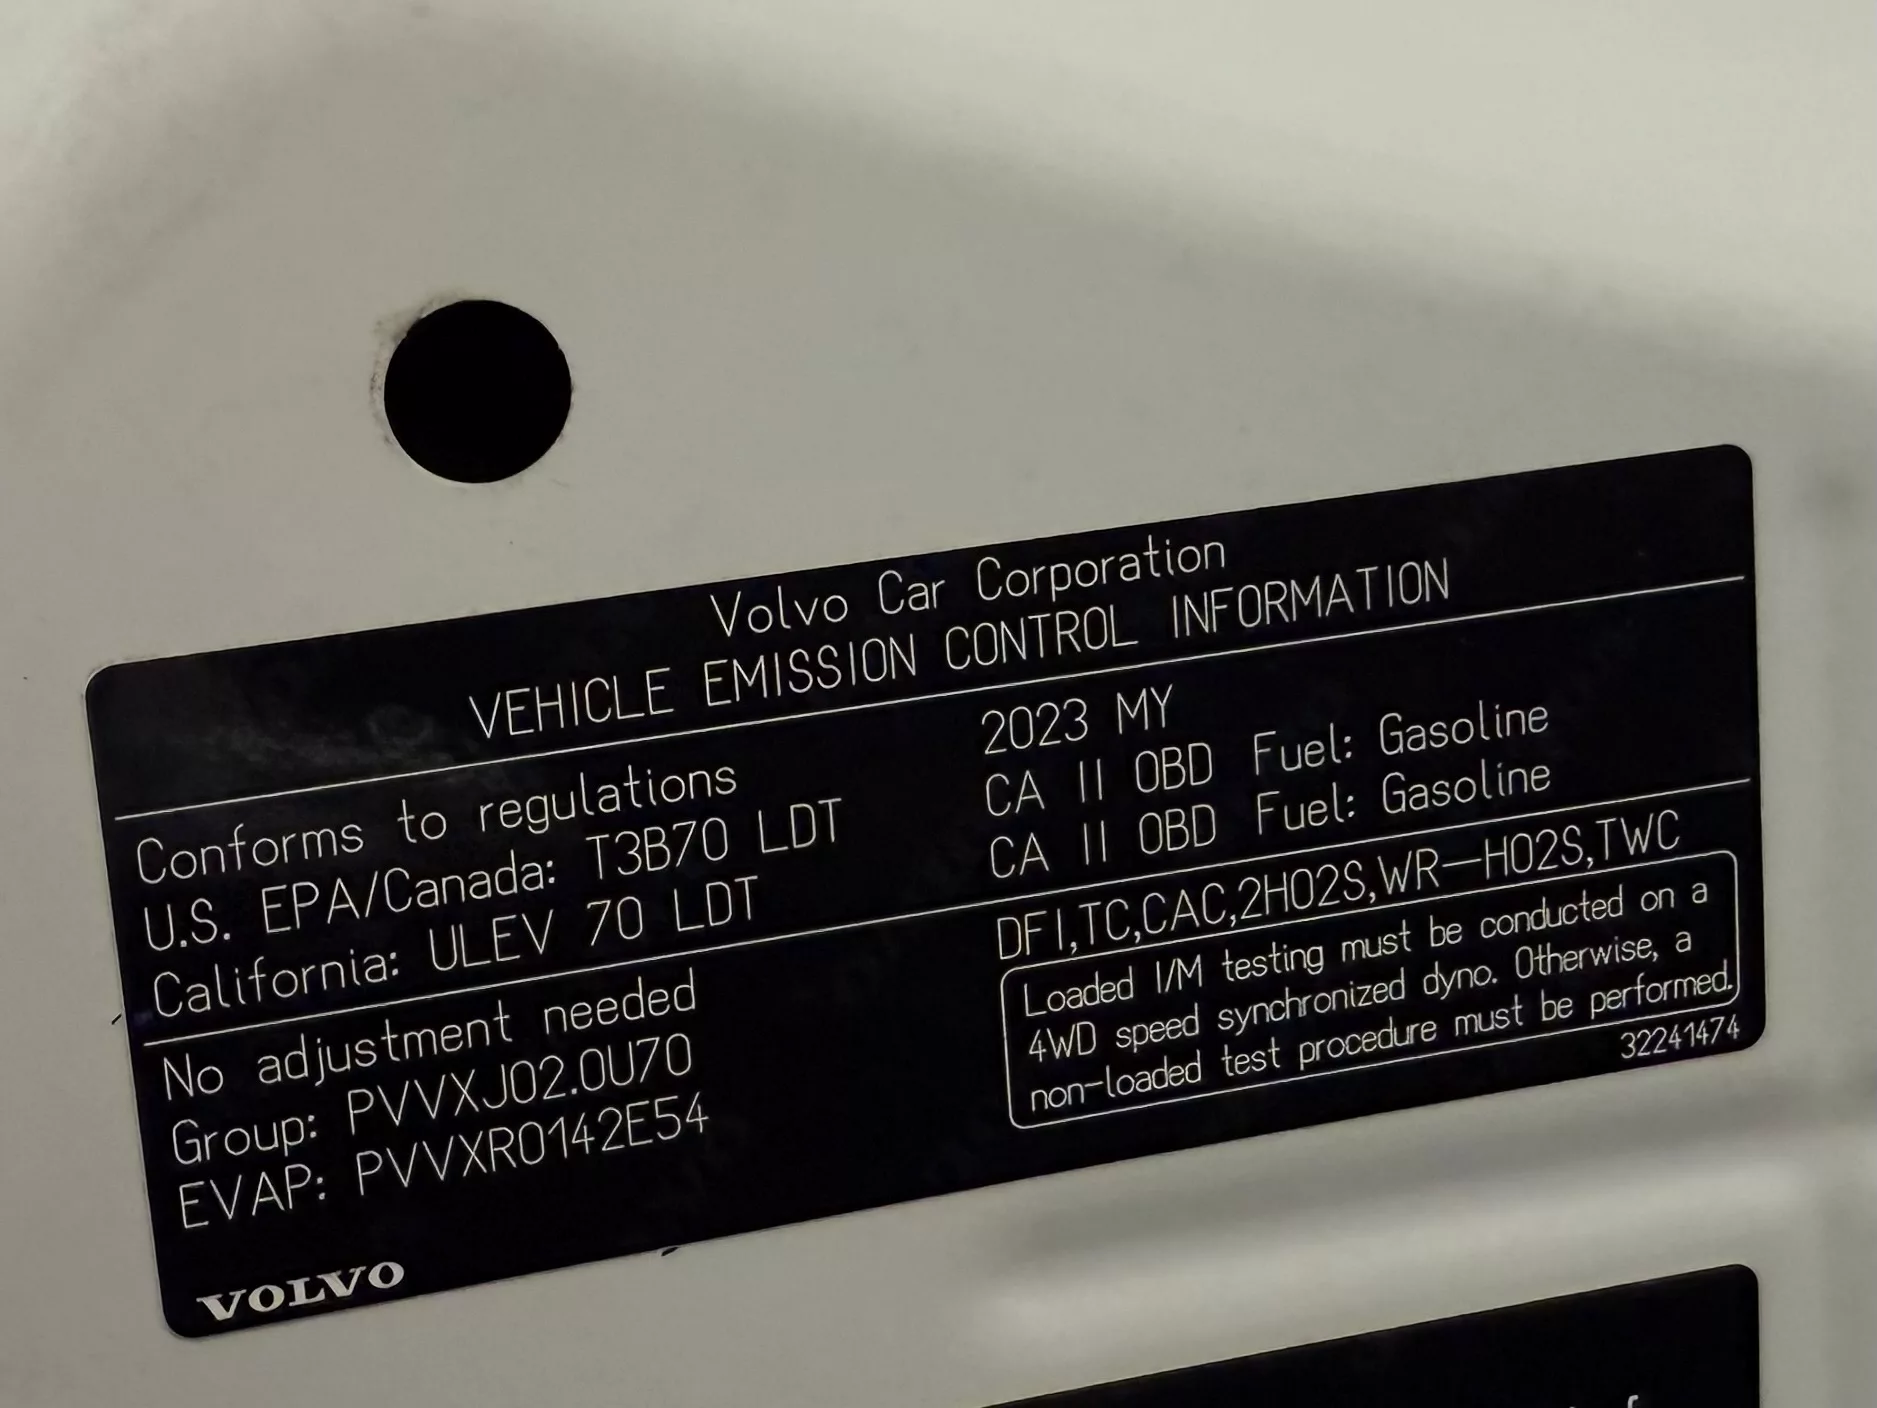 Volvo Car Corporation
VEHICLE EMISSION CONTROL INFORMATION
Conforms to regulations
2023 MY
U.S. EPA/Canada: T3B70 LDT
CA II OBD Fuel: Gasoline
California: ULEV 70 LDT
CA II OBD Fuel: Gasoline
No adjustment needed
Group: PVVXJ02.0U70
EVAP: PVVXR0142E54
DFI,TC,CAC,2HO2S,WR-HO2S,TWC
Loaded I/M testing must be conducted on a
4WD speed synchronized dyno. Otherwise, a
non-loaded test procedure must be performed.
32241474
VOLVO